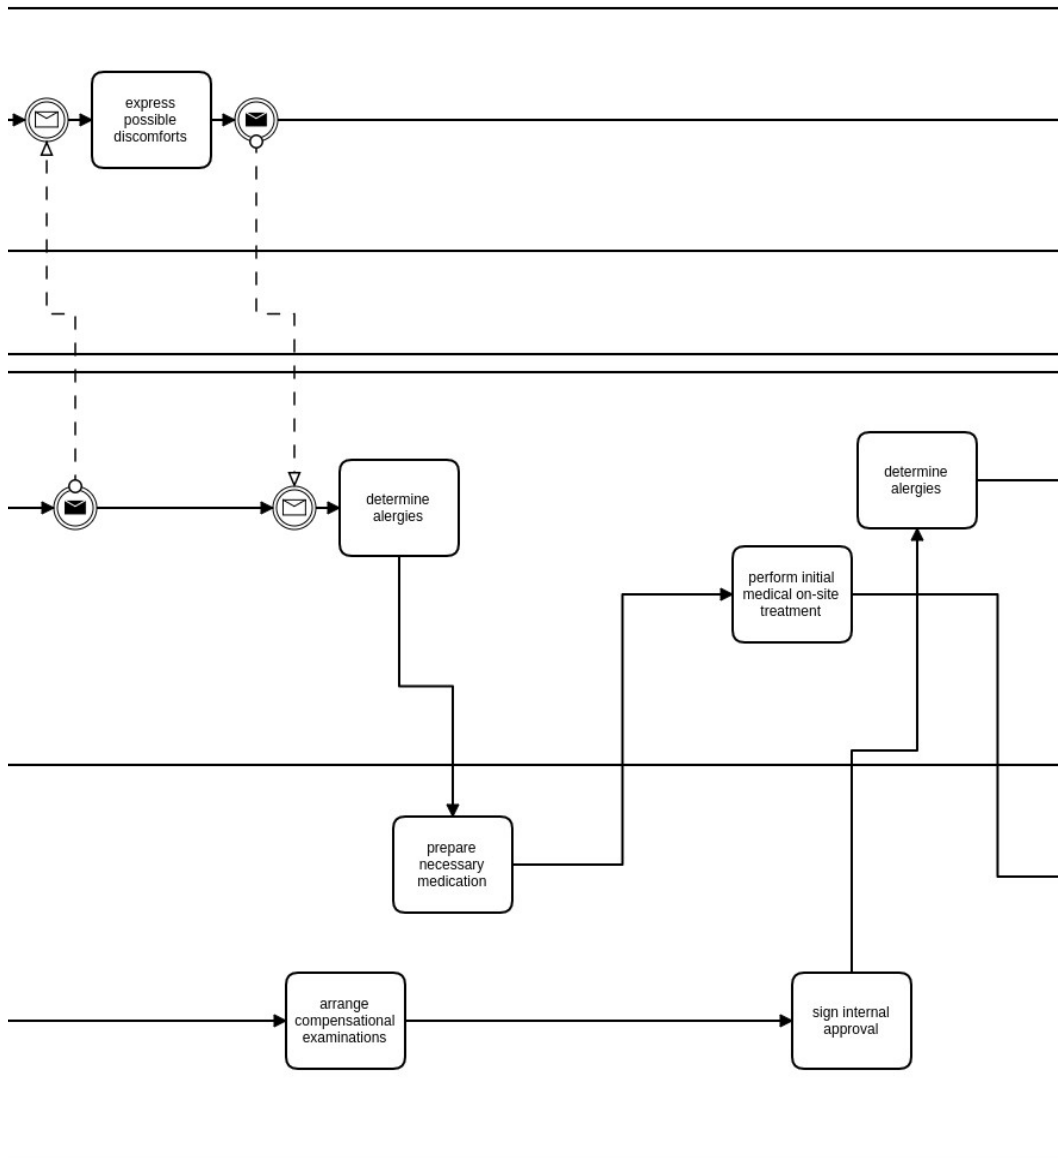 express
possible
discomforts
determine
alergies
determine
alergies
perform initial
medical on-site
treatment
prepare
necessary
medication
arrange
compensational
examinations
sign internal
approval